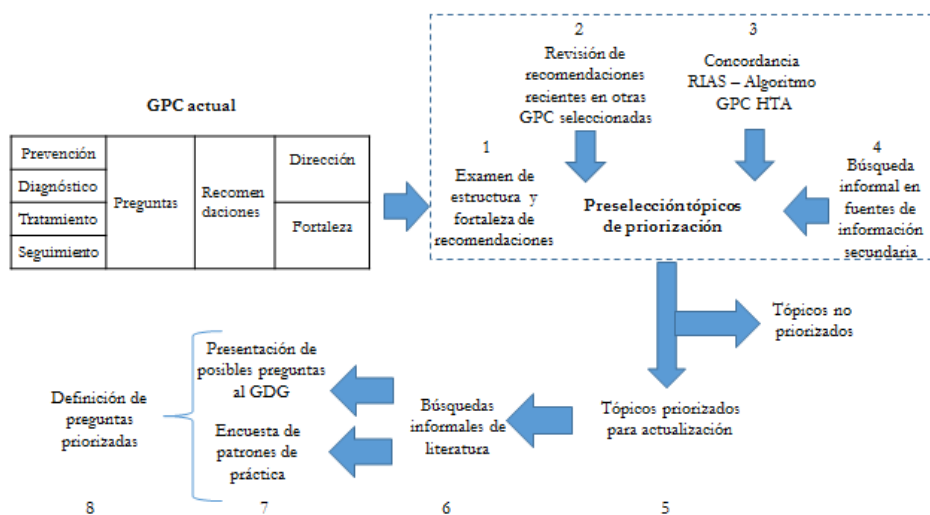 GPC actual
Prevención
Diagnóstico
Tratamiento
Seguimiento
Preguntas
Recomen
daciones
Dirección
Fortaleza
1
Examen de
estructura y
fortaleza de
recomendaciones
2
Revisión de
recomendaciones
recientes en otras
GPC seleccionadas
3
Concordancia
RIAS – Algoritmo
GPC HTA
4
Búsqueda
informal en
fuentes de
información
secundaria
Preselección tópicos
de priorización
Tópicos no
priorizados
Tópicos priorizados
para actualización
5
Búsquedas
informales de
literatura
6
Presentación de
posibles preguntas
al GDG
Encuesta de
patrones de
práctica
7
Definición de
preguntas
priorizadas
8